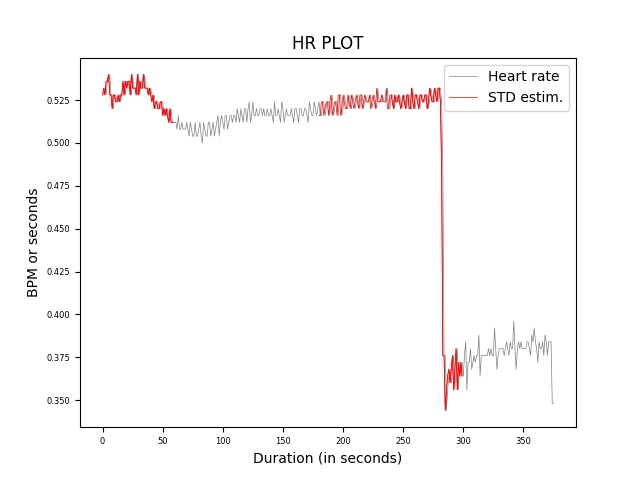 HR PLOT
Heart rate
STD estim.
BPM or seconds
0.525
0.500
0.475
0.450
0.425
0.400
0.375
0.350
0 50 100 150 200 250 300 350
Duration (in seconds)